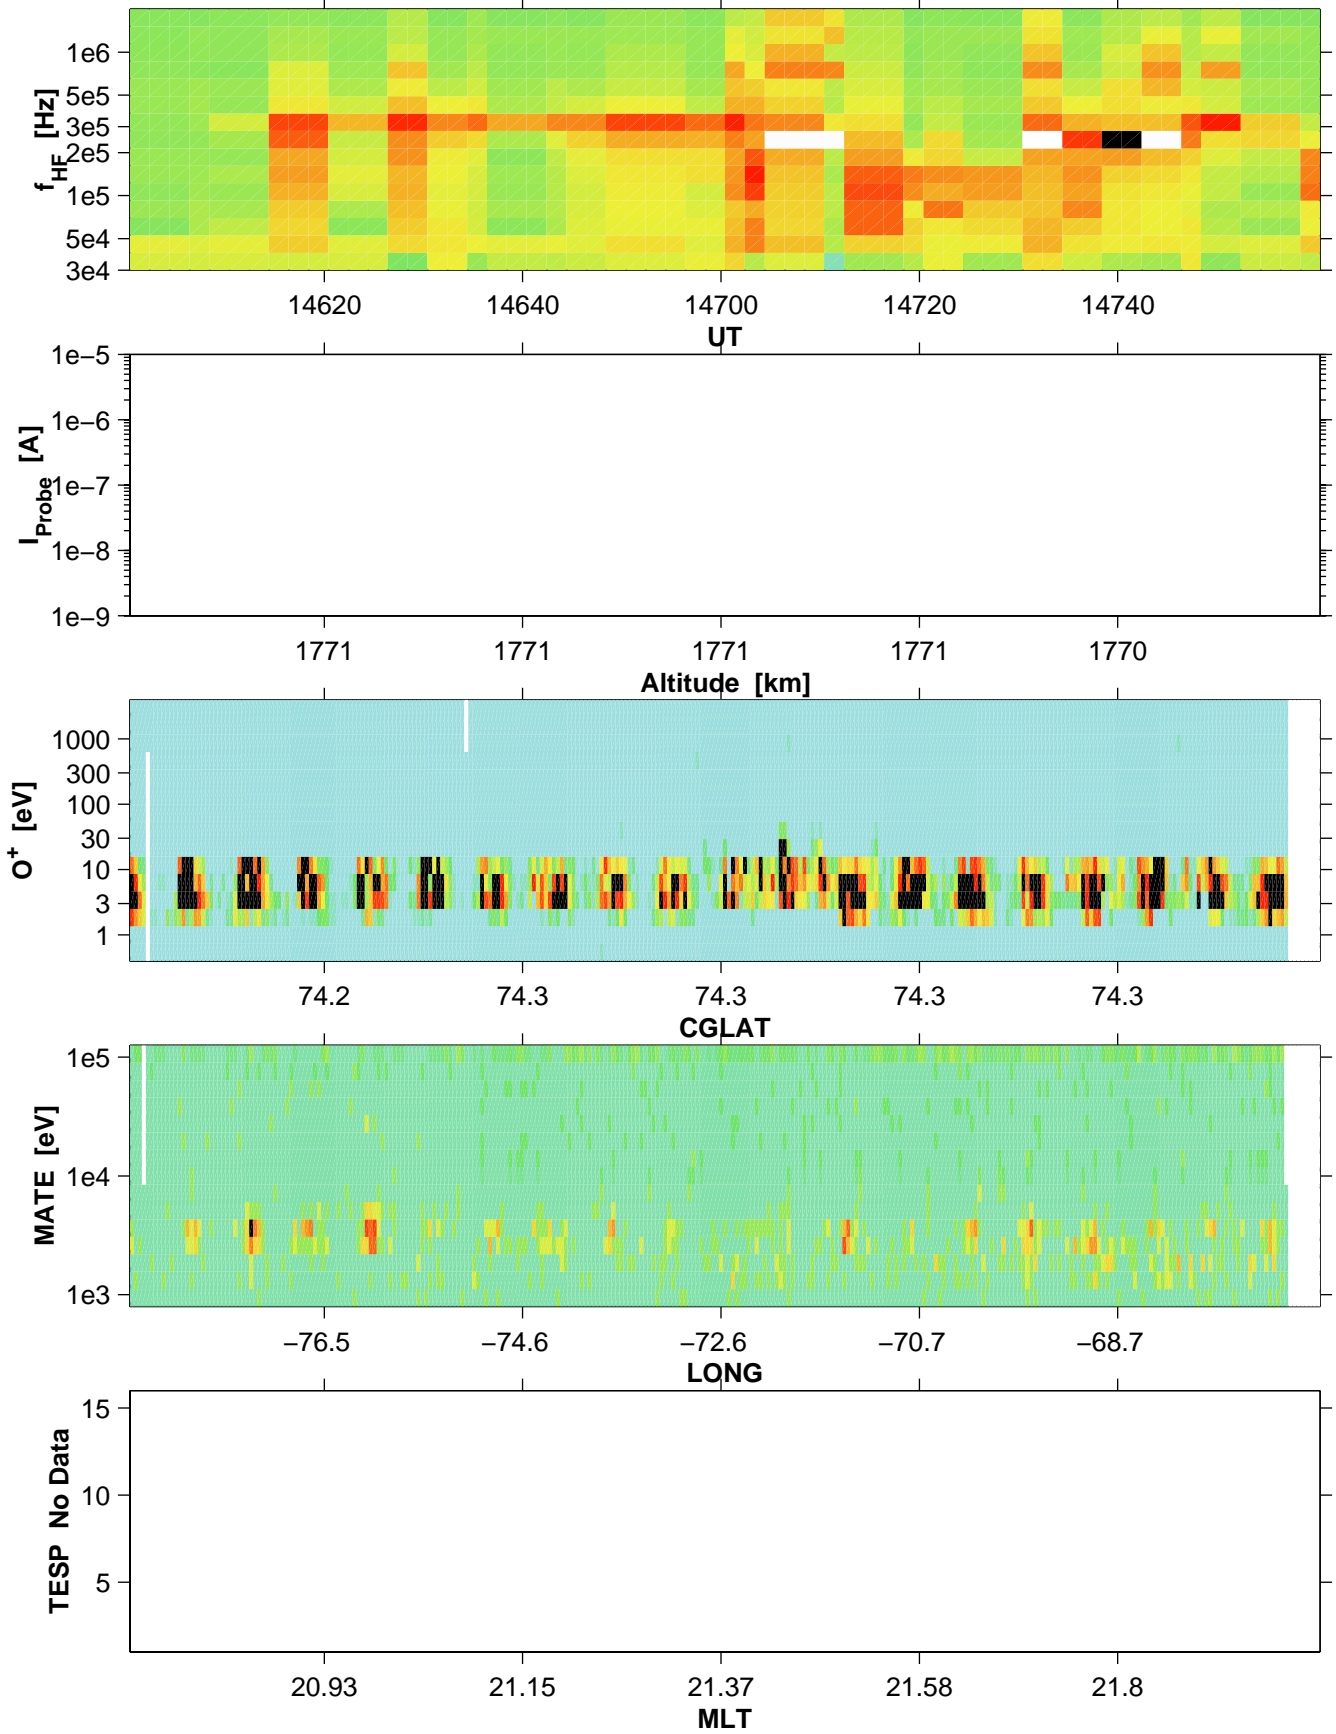 1e6
5e5
3e5
2e5
1e5
5e4
3e4
f_HF [Hz]
14620 14640 14700 14720 14740
UT
1e−5
1e−6
1e−7
1e−8
1e−9
I_Probe [A]
1771 1771 1771 1771 1770
Altitude [km]
1000
300
100
30
10
3
1
O⁺ [eV]
74.2 74.3 74.3 74.3 74.3
CGLAT
1e5
1e4
1e3
MATE [eV]
−76.5 −74.6 −72.6 −70.7 −68.7
LONG
15
10
5
TESP No Data
20.93 21.15 21.37 21.58 21.8
MLT